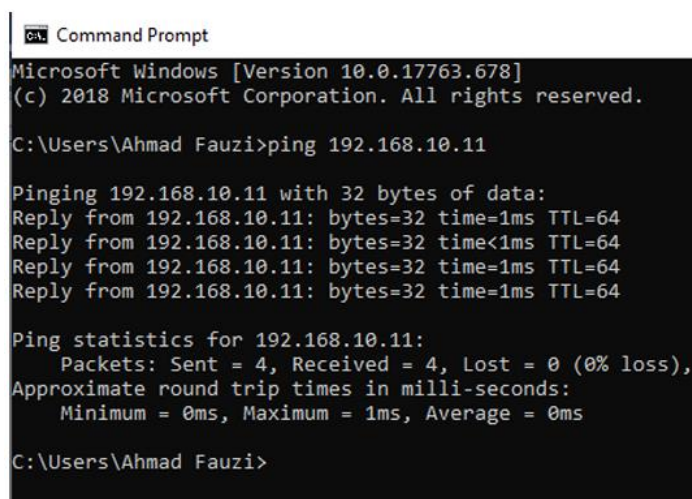 Command Prompt
Microsoft Windows [Version 10.0.17763.678]
(c) 2018 Microsoft Corporation. All rights reserved.
C:\Users\Ahmad Fauzi>ping 192.168.10.11
Pinging 192.168.10.11 with 32 bytes of data:
Reply from 192.168.10.11: bytes=32 time=1ms TTL=64
Reply from 192.168.10.11: bytes=32 time<1ms TTL=64
Reply from 192.168.10.11: bytes=32 time=1ms TTL=64
Reply from 192.168.10.11: bytes=32 time=1ms TTL=64
Ping statistics for 192.168.10.11:
    Packets: Sent = 4, Received = 4, Lost = 0 (0% loss),
Approximate round trip times in milli-seconds:
    Minimum = 0ms, Maximum = 1ms, Average = 0ms
C:\Users\Ahmad Fauzi>